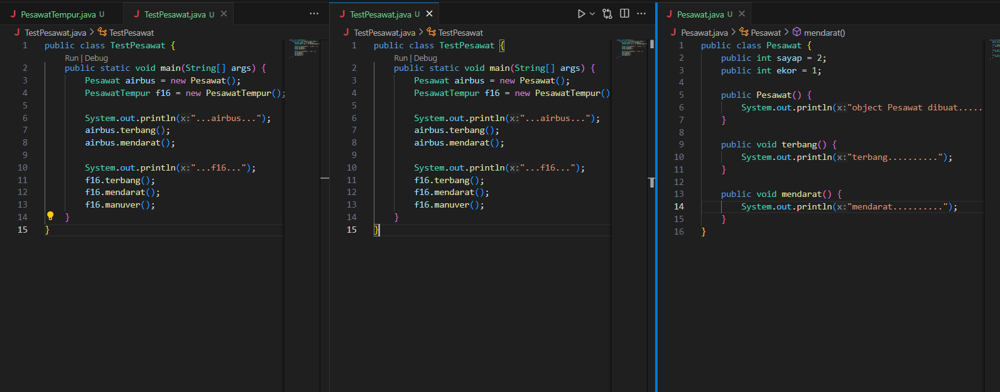 PesawatTempur.java U
TestPesawat.java U
TestPesawat.java > TestPesawat
1 public class TestPesawat {
Run | Debug
2 public static void main(String[] args) {
3 Pesawat airbus = new Pesawat();
4 PesawatTempur f16 = new PesawatTempur();
5
6 System.out.println(x:"...airbus...");
7 airbus.terbang();
8 airbus.mendarat();
9
10 System.out.println(x:"...f16...");
11 f16.terbang();
12 f16.mendarat();
13 f16.manuver();
14 }
15 }
TestPesawat.java U
TestPesawat.java > TestPesawat
1 public class TestPesawat {
Run | Debug
2 public static void main(String[] args) {
3 Pesawat airbus = new Pesawat();
4 PesawatTempur f16 = new PesawatTempur()
5
6 System.out.println(x:"...airbus...");
7 airbus.terbang();
8 airbus.mendarat();
9
10 System.out.println(x:"...f16...");
11 f16.terbang();
12 f16.mendarat();
13 f16.manuver();
14 }
15 }
Pesawat.java U
Pesawat.java > Pesawat > mendarat()
1 public class Pesawat {
2 public int sayap = 2;
3 public int ekor = 1;
4
5 public Pesawat() {
6 System.out.println(x:"object Pesawat dibuat.....
7 }
8
9 public void terbang() {
10 System.out.println(x:"terbang..........");
11 }
12
13 public void mendarat() {
14 System.out.println(x:"mendarat..........");
15 }
16 }